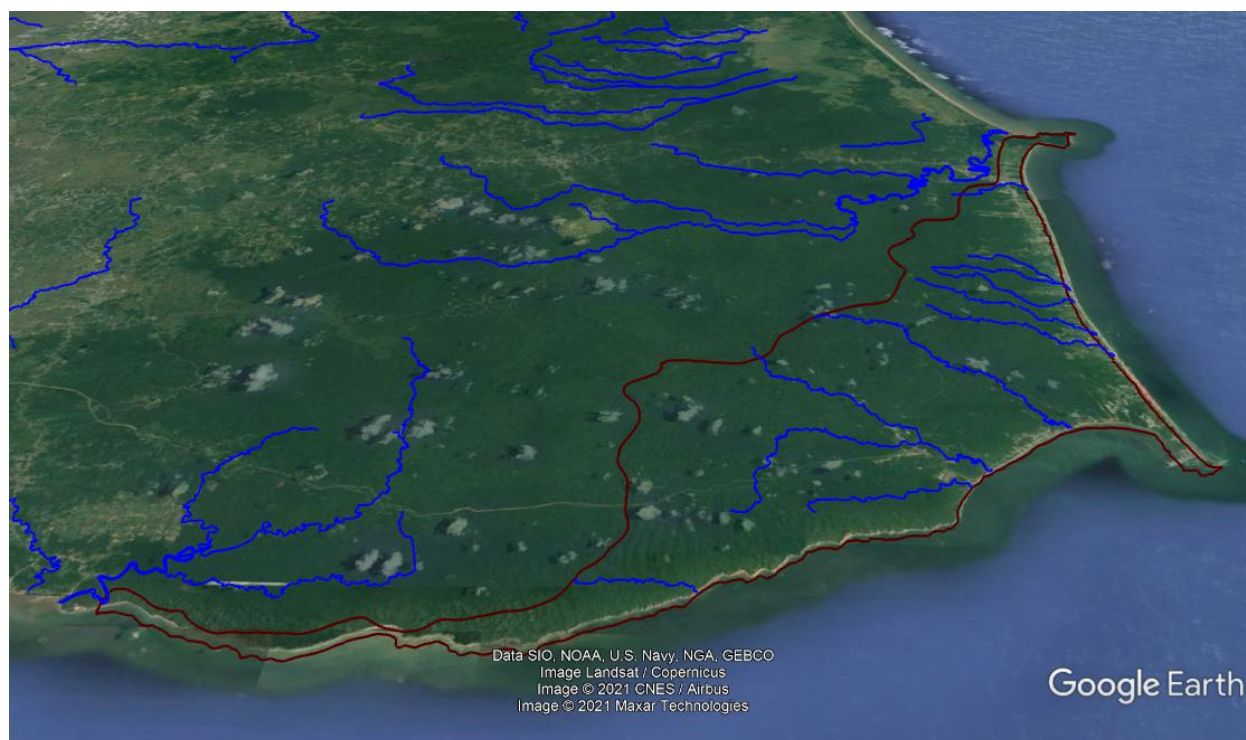 Data SIO, NOAA, U.S. Navy, NGA, GEBCO
Image Landsat / Copernicus
Image © 2021 CNES / Airbus
Image © 2021 Maxar Technologies
Google Earth